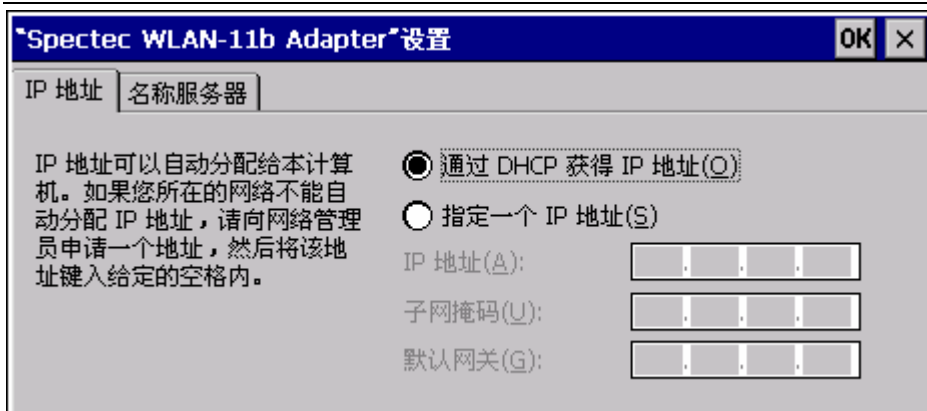 "Spectec WLAN-11b Adapter"设置
OK ×
IP 地址
名称服务器
IP 地址可以自动分配给本计算
机。如果您所在的网络不能自
动分配 IP 地址，请向网络管理
员申请一个地址，然后将该地
址键入给定的空格内。
通过 DHCP 获得 IP 地址(O)
指定一个 IP 地址(S)
IP 地址(A):
子网掩码(U):
默认网关(G):